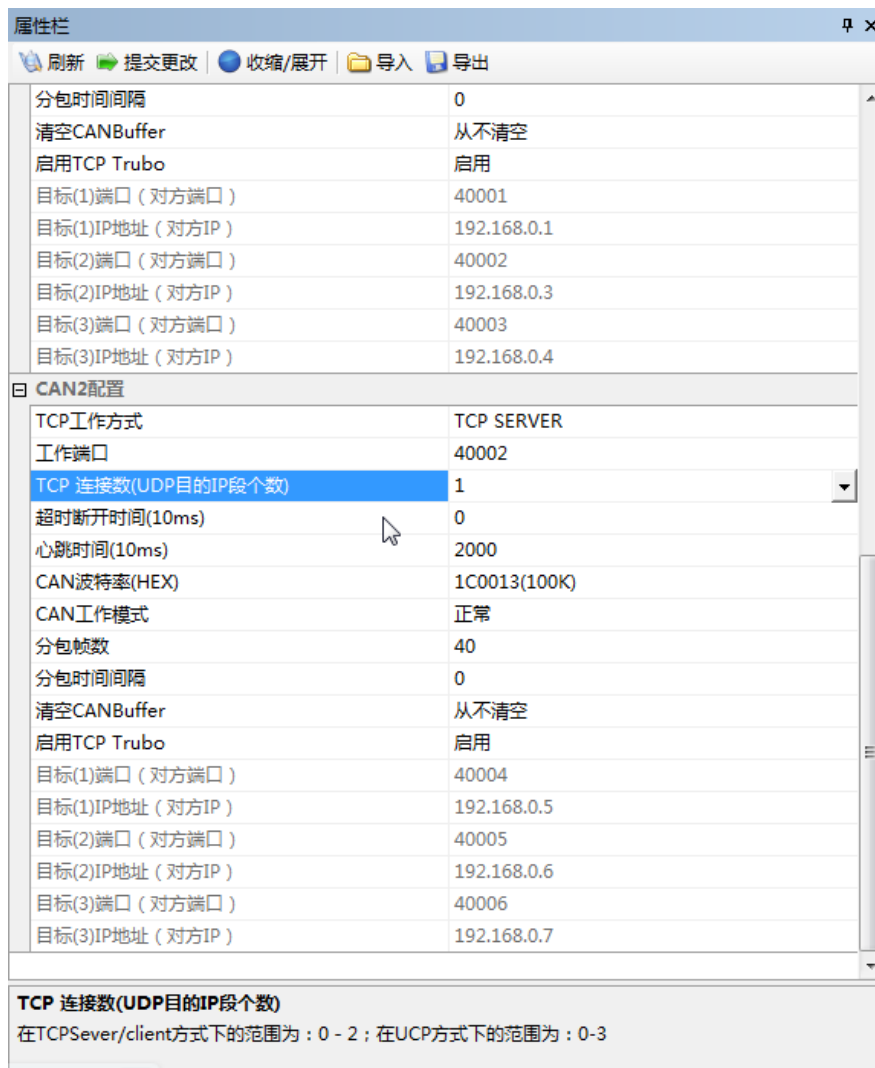 属性栏
刷新 提交更改 收缩/展开 导入 导出
分包时间间隔 0
清空CANBuffer 从不清空
启用TCP Trubo 启用
目标(1)端口（对方端口） 40001
目标(1)IP地址（对方IP） 192.168.0.1
目标(2)端口（对方端口） 40002
目标(2)IP地址（对方IP） 192.168.0.3
目标(3)端口（对方端口） 40003
目标(3)IP地址（对方IP） 192.168.0.4
CAN2配置
TCP工作方式 TCP SERVER
工作端口 40002
TCP 连接数(UDP目的IP段个数) 1
超时断开时间(10ms) 0
心跳时间(10ms) 2000
CAN波特率(HEX) 1C0013(100K)
CAN工作模式 正常
分包帧数 40
分包时间间隔 0
清空CANBuffer 从不清空
启用TCP Trubo 启用
目标(1)端口（对方端口） 40004
目标(1)IP地址（对方IP） 192.168.0.5
目标(2)端口（对方端口） 40005
目标(2)IP地址（对方IP） 192.168.0.6
目标(3)端口（对方端口） 40006
目标(3)IP地址（对方IP） 192.168.0.7
TCP 连接数(UDP目的IP段个数)
在TCPSever/client方式下的范围为：0 - 2；在UCP方式下的范围为：0-3